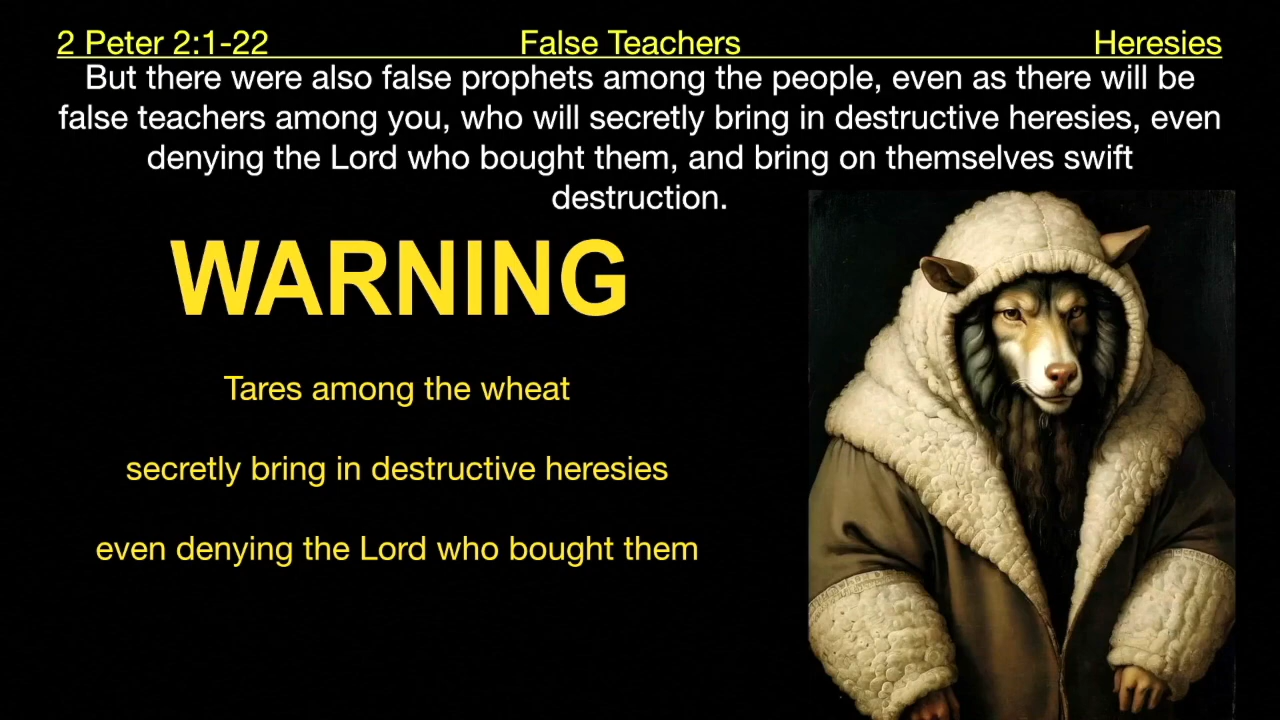 2 Peter 2:1-22 False Teachers Heresies
But there were also false prophets among the people, even as there will be
false teachers among you, who will secretly bring in destructive heresies, even
denying the Lord who bought them, and bring on themselves swift
destruction.
WARNING
Tares among the wheat
secretly bring in destructive heresies
even denying the Lord who bought them